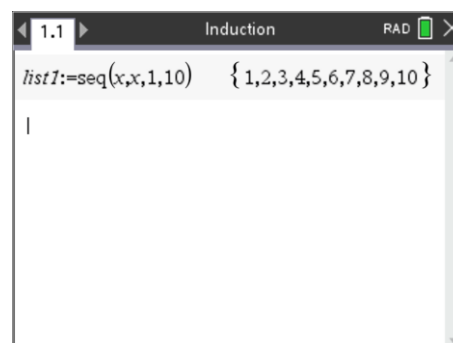 1.1 Induction RAD
list1:=seq(x,x,1,10) {1,2,3,4,5,6,7,8,9,10}